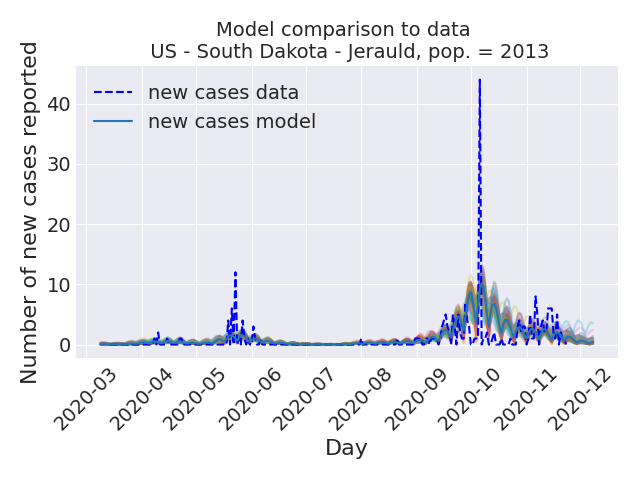 Model comparison to data
US - South Dakota - Jerauld, pop. = 2013
Number of new cases reported
new cases data
new cases model
40
30
20
10
0
2020-03
2020-04
2020-05
2020-06
2020-07
2020-08
2020-09
2020-10
2020-11
2020-12
Day